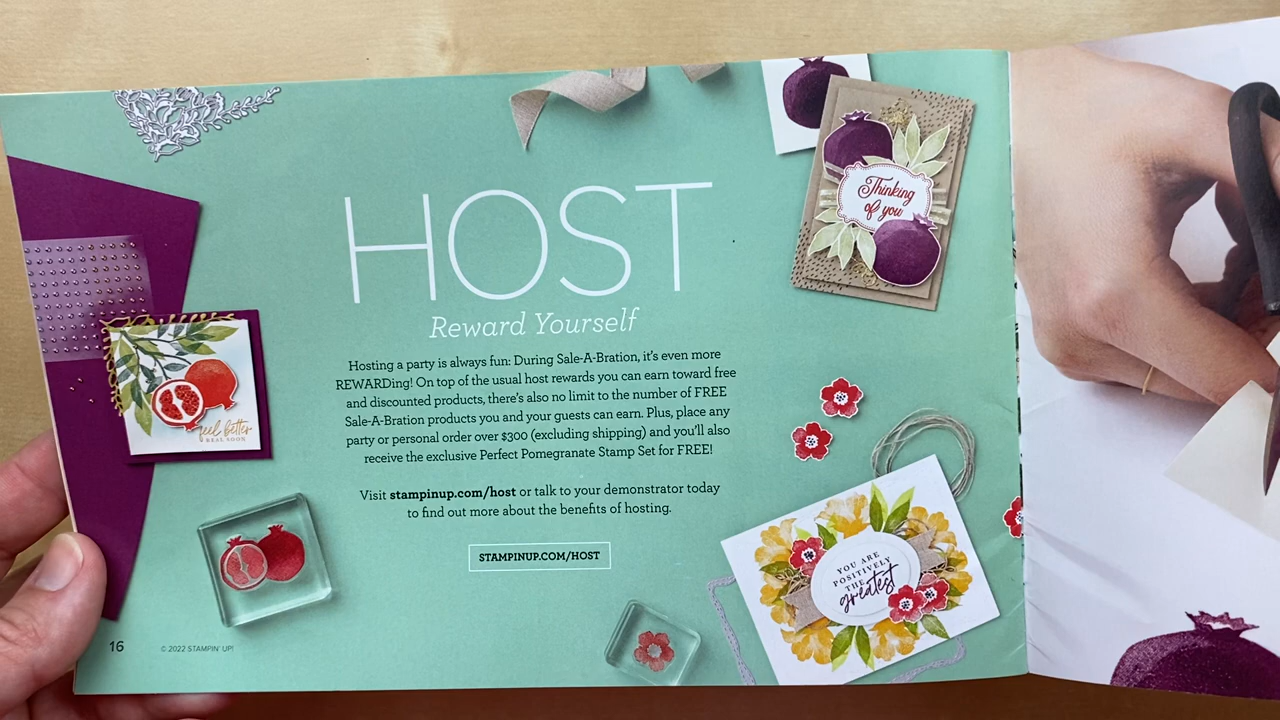 HOST
Reward Yourself
Hosting a party is always fun: During Sale-A-Bration, it's even more
REWARDing! On top of the usual host rewards you can earn toward free
and discounted products, there's also no limit to the number of FREE
Sale-A-Bration products you and your guests can earn. Plus, place any
party or personal order over $300 (excluding shipping) and you'll also
receive the exclusive Perfect Pomegranate Stamp Set for FREE!
Visit stampinup.com/host or talk to your demonstrator today
to find out more about the benefits of hosting.
STAMPINUP.COM/HOST
Thinking
of you
feel better
REAL SOON
YOU ARE
POSITIVELY
THE
greatest
16
© 2022 STAMPIN' UP!